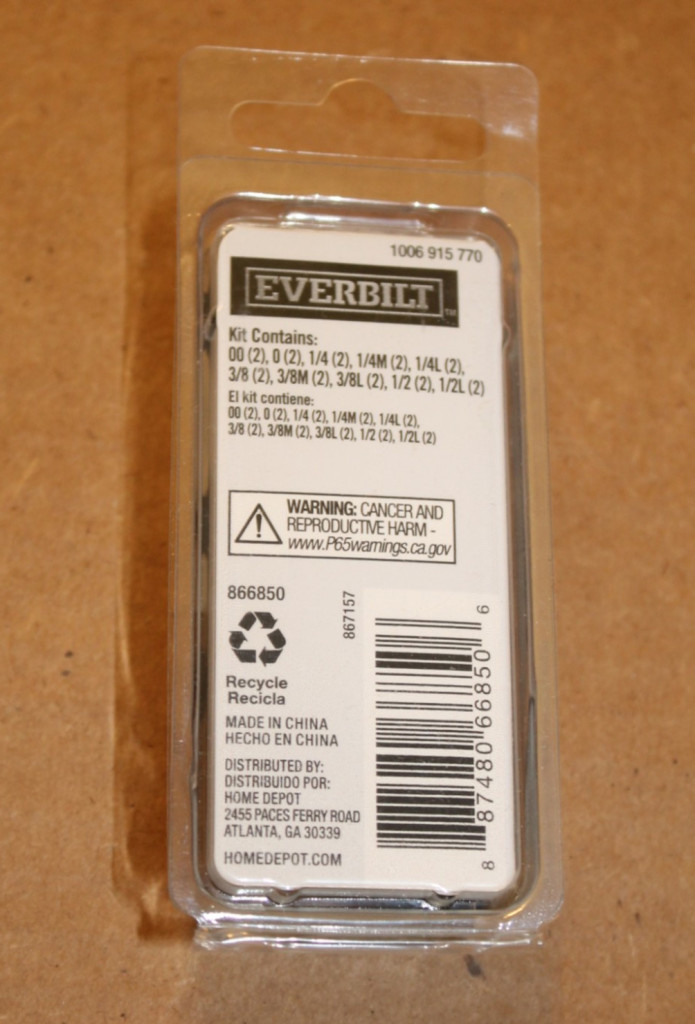 1006 915 770
EVERBILT™
Kit Contains:
00 (2), 0 (2), 1/4 (2), 1/4M (2), 1/4L (2),
3/8 (2), 3/8M (2), 3/8L (2), 1/2 (2), 1/2L (2)
El kit contiene:
00 (2), 0 (2), 1/4 (2), 1/4M (2), 1/4L (2),
3/8 (2), 3/8M (2), 3/8L (2), 1/2 (2), 1/2L (2)
WARNING: CANCER AND
REPRODUCTIVE HARM -
www.P65warnings.ca.gov
866850
Recycle
Recicla
MADE IN CHINA
HECHO EN CHINA
DISTRIBUTED BY:
DISTRIBUIDO POR:
HOME DEPOT
2455 PACES FERRY ROAD
ATLANTA, GA 30339
HOMEDEPOT.COM
867157
8 87480 66850 6